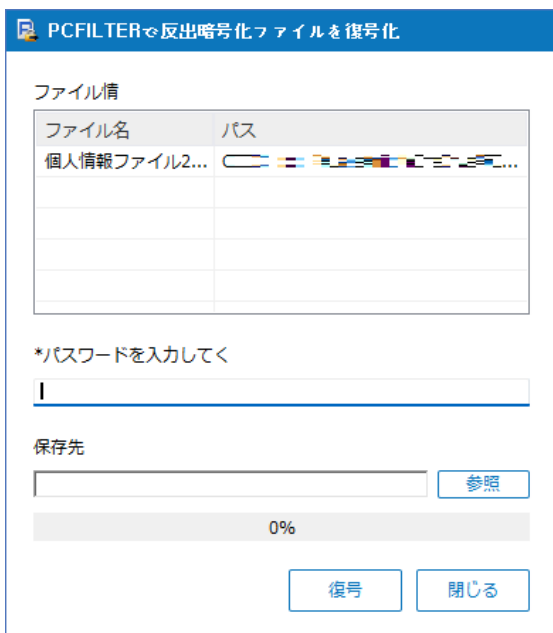 PCFILTERで反出暗号化ファイルを復号化
ファイル情
ファイル名 パス
個人情報ファイル2...
*パスワードを入力してく
保存先
参照
0%
復号 閉じる